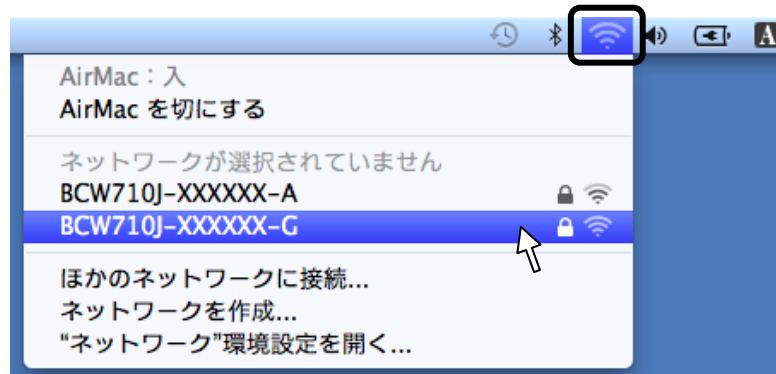 A
AirMac：入
AirMac を切にする
ネットワークが選択されていません
BCW710J-XXXXXX-A
BCW710J-XXXXXX-G
ほかのネットワークに接続...
ネットワークを作成...
“ネットワーク”環境設定を開く...